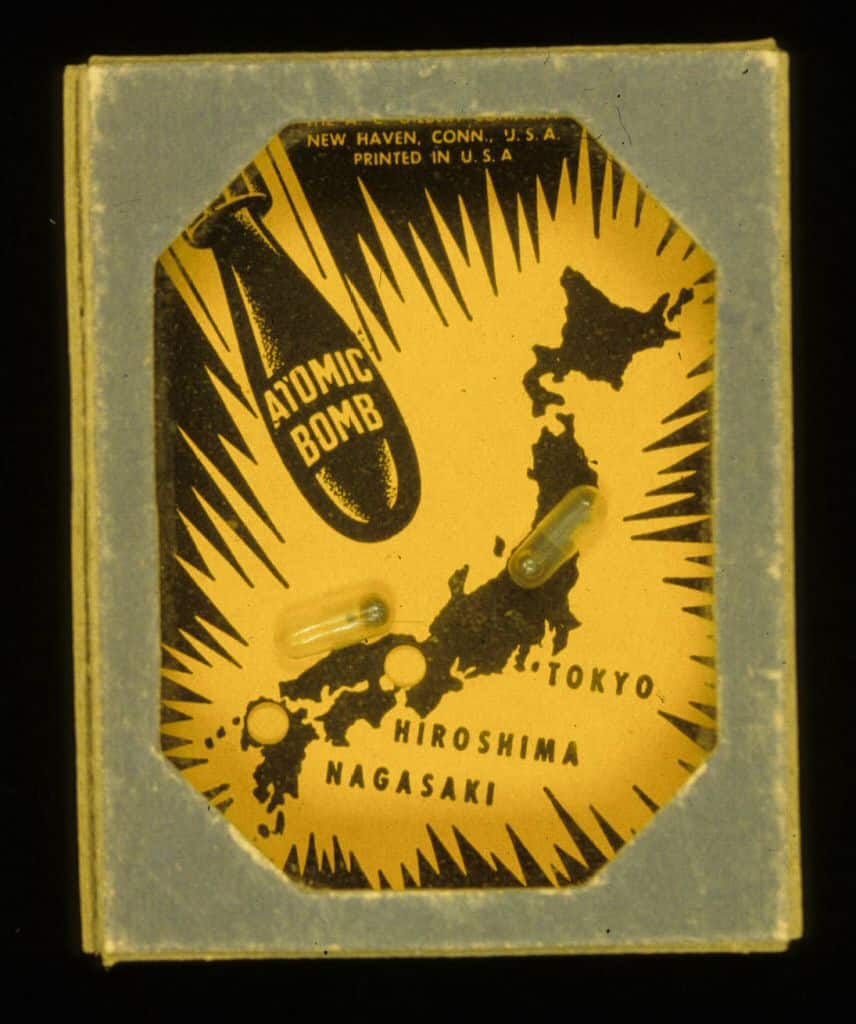 NEW HAVEN, CONN., U.S.A.
PRINTED IN U.S.A
ATOMIC
BOMB
TOKYO
HIROSHIMA
NAGASAKI